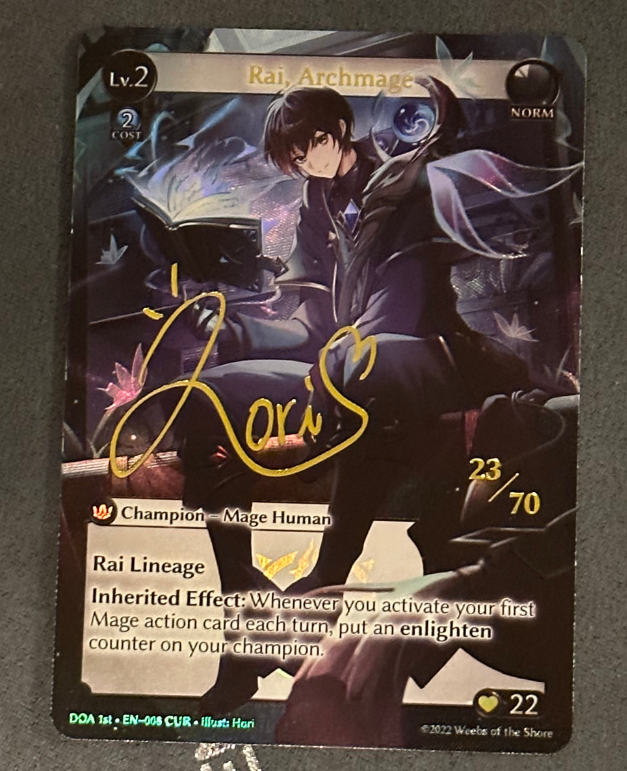 Lv.2
Rai, Archmage
NORM
2
COST
23/70
Champion – Mage Human
Rai Lineage
Inherited Effect: Whenever you activate your first
Mage action card each turn, put an enlighten
counter on your champion.
22
DOA 1st • EN-008 CUR • Illust: Hori
©2022 Weebs of the Shore